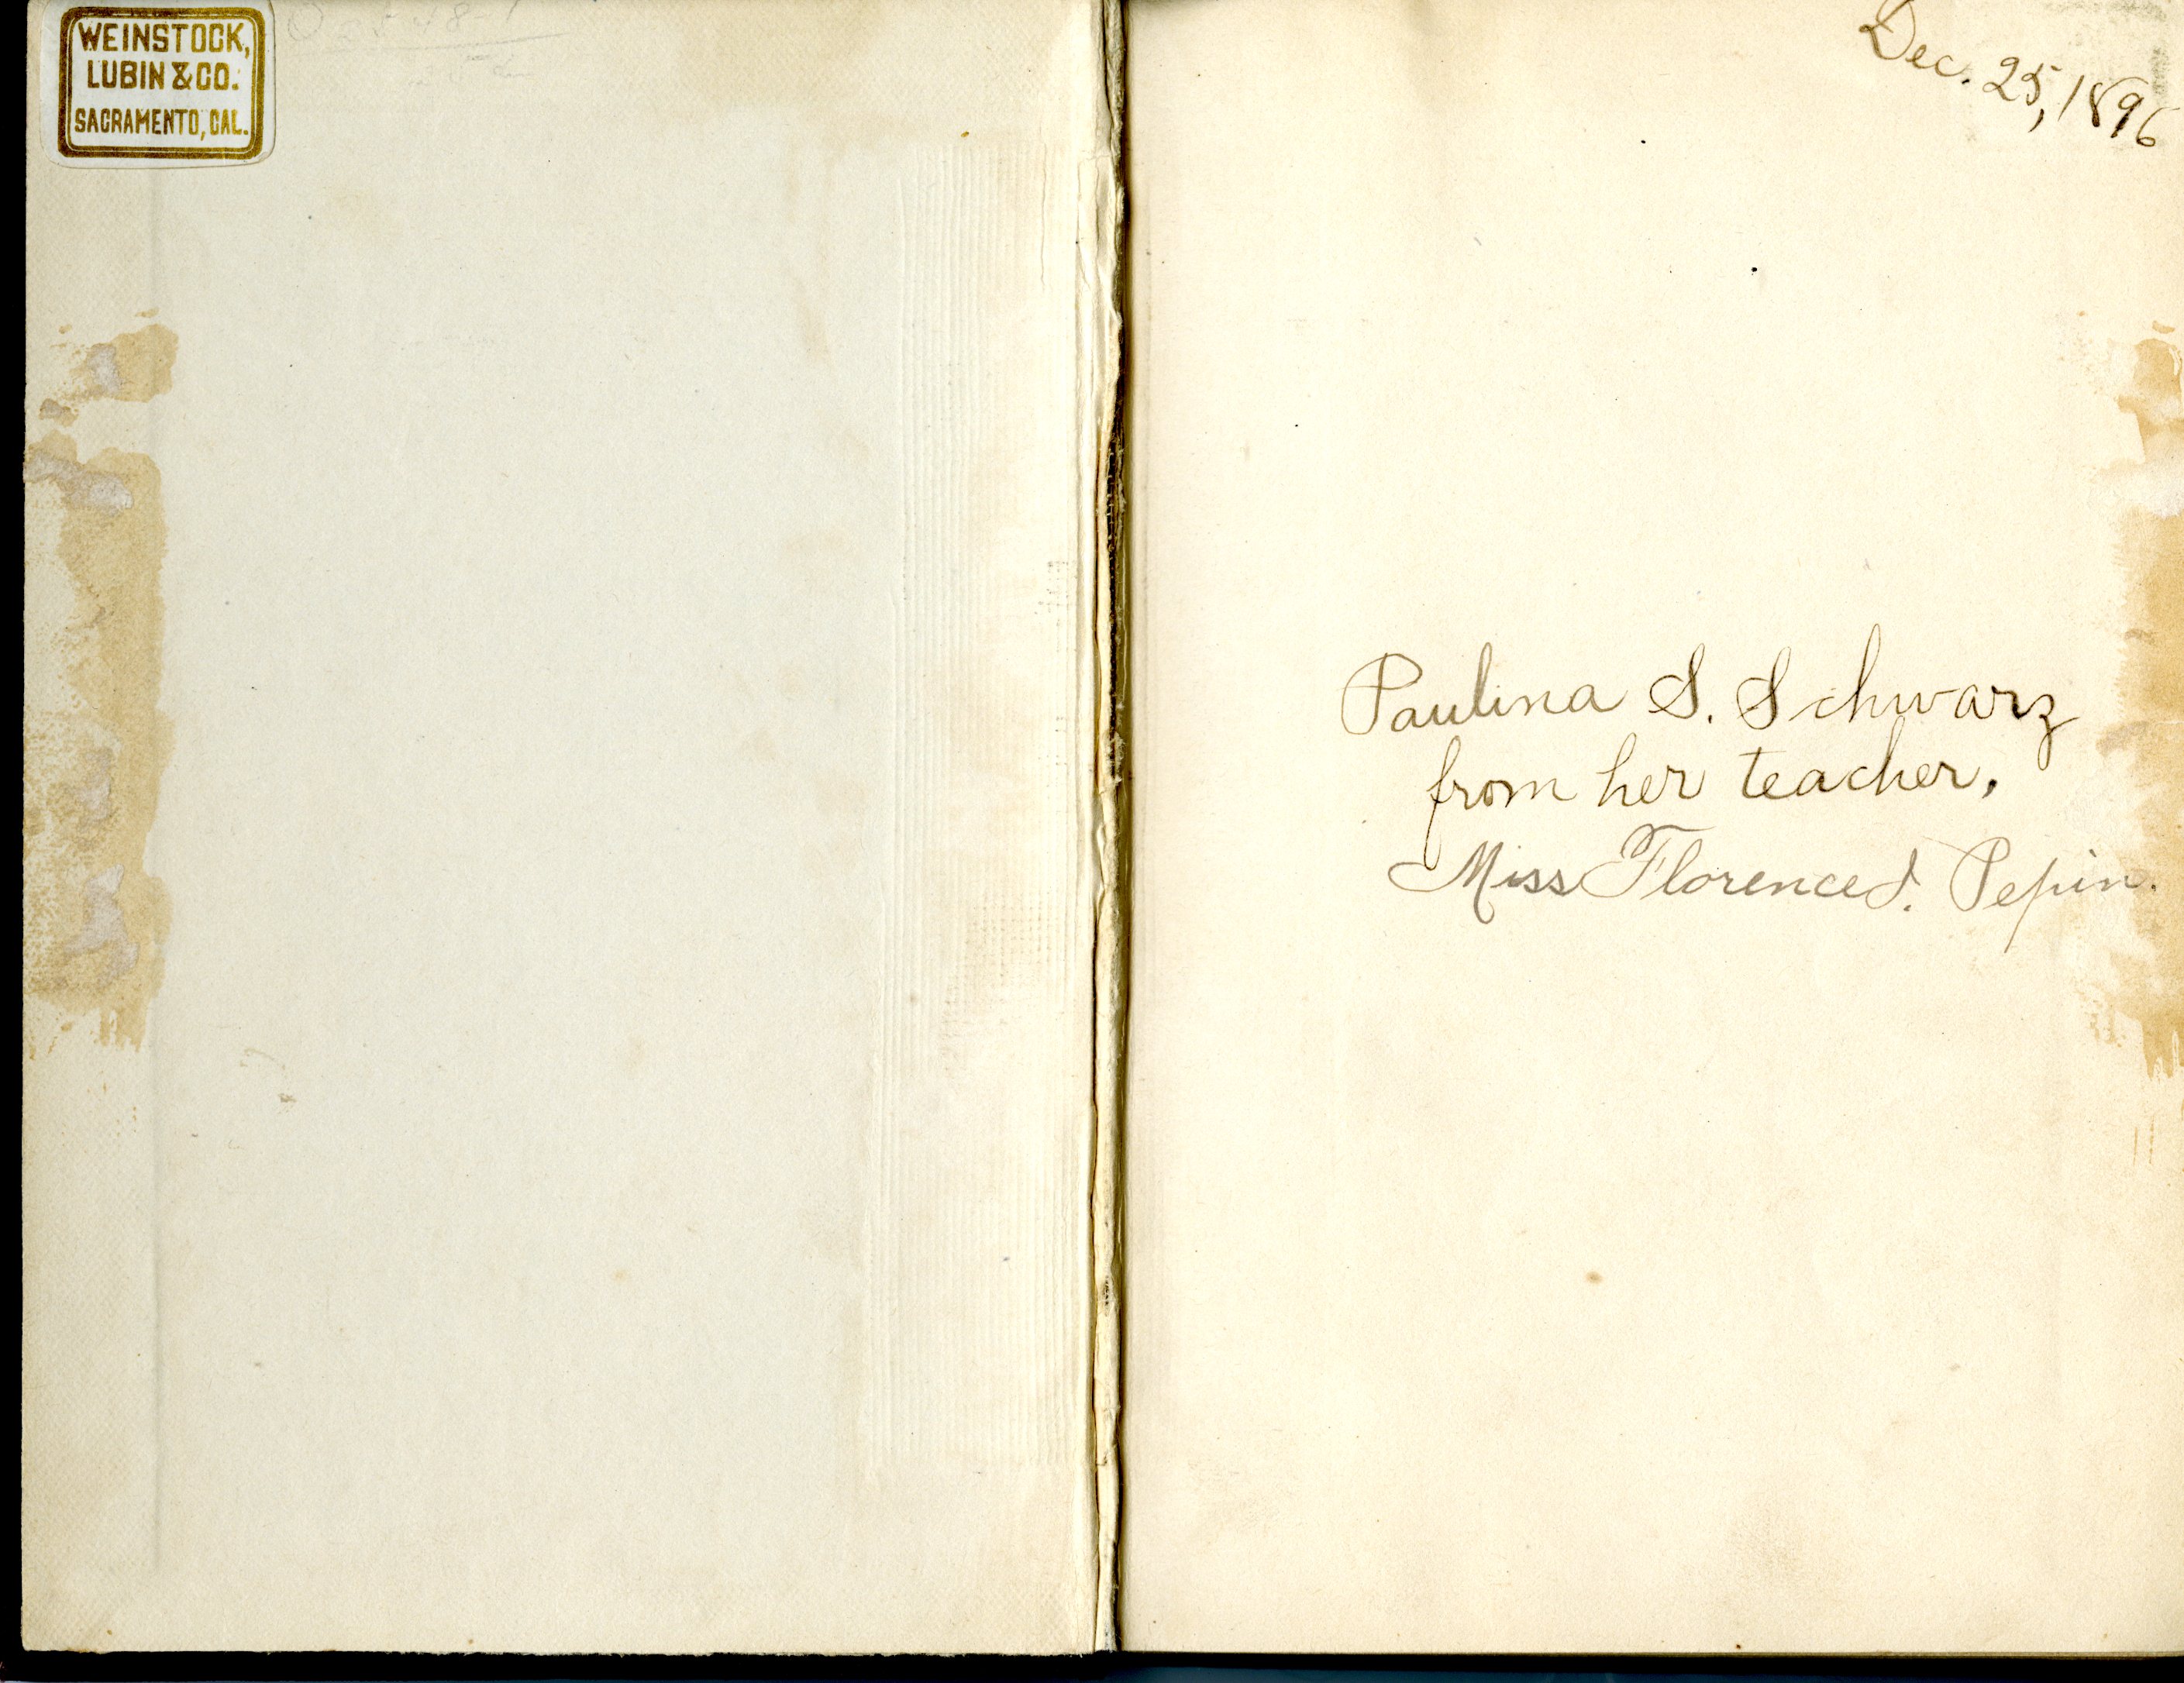 WEINSTOCK,
LUBIN & CO.
SACRAMENTO, CAL.
Dec. 25, 1896
Paulina S. Schwarz
from her teacher,
Miss Florence S. Pepin.